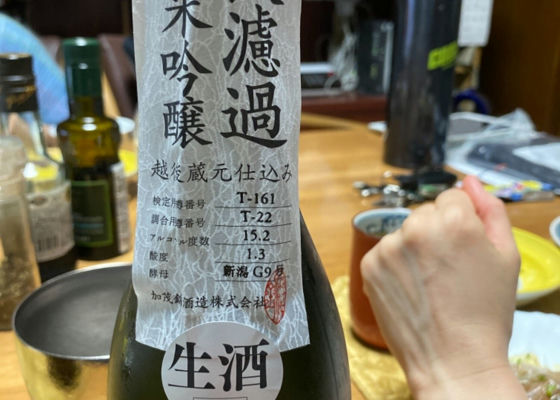 濾過
米吟醸
越後蔵元仕込み
検定用樽番号 T-161
調合用樽番号 T-22
アルコール度数 15.2
酸度 1.3
酵母 新潟G9号
加茂錦酒造株式会社
生酒